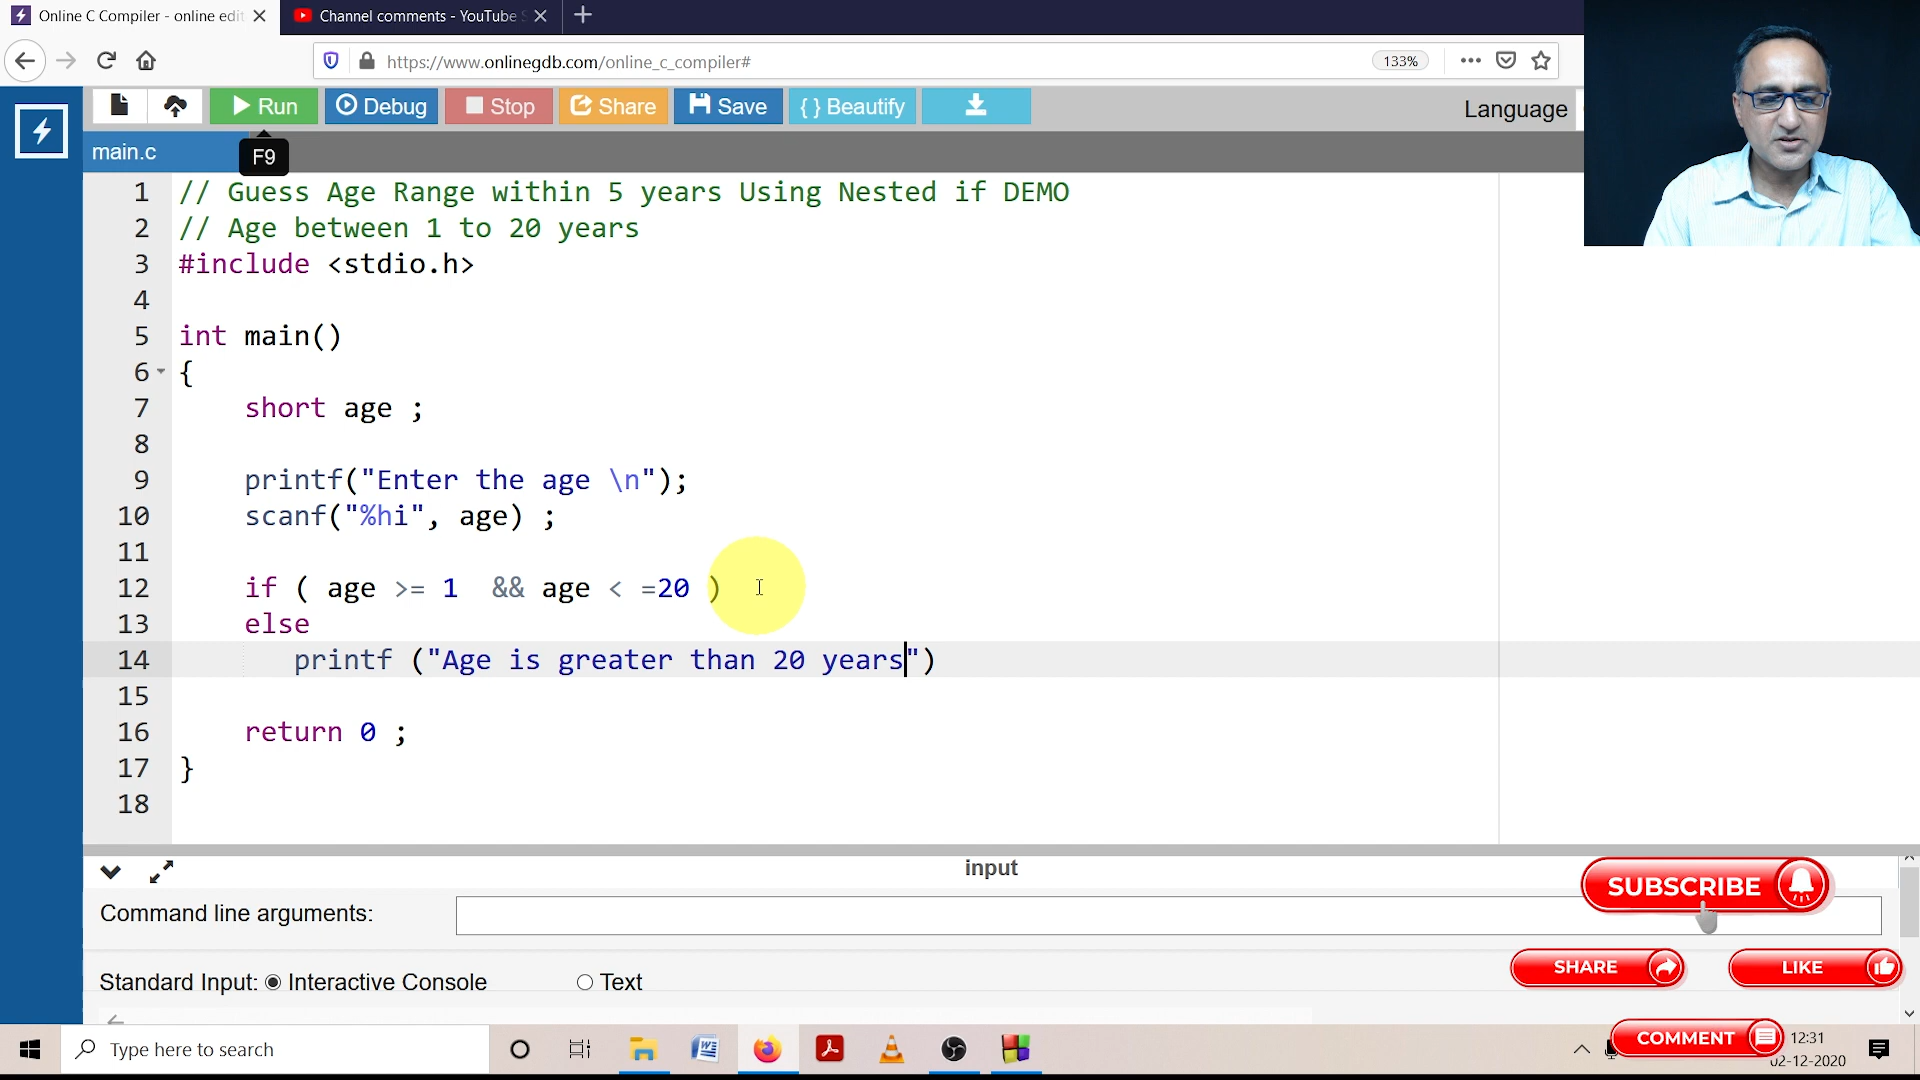 Online C Compiler - online edit
Channel comments - YouTube
https://www.onlinegdb.com/online_c_compiler#
133%
Run
Debug
Stop
Share
Save
{ } Beautify
Language
main.c
F9
1 // Guess Age Range within 5 years Using Nested if DEMO
2 // Age between 1 to 20 years
3 #include <stdio.h>
4
5 int main()
6 {
7 short age ;
8
9 printf("Enter the age \n");
10 scanf("%hi", age) ;
11
12 if ( age >= 1 && age < =20 )
13 else
14 printf ("Age is greater than 20 years")
15
16 return 0 ;
17 }
18
input
Command line arguments:
SUBSCRIBE
Standard Input: Interactive Console Text
SHARE
LIKE
Type here to search
COMMENT
12:31
02-12-2020